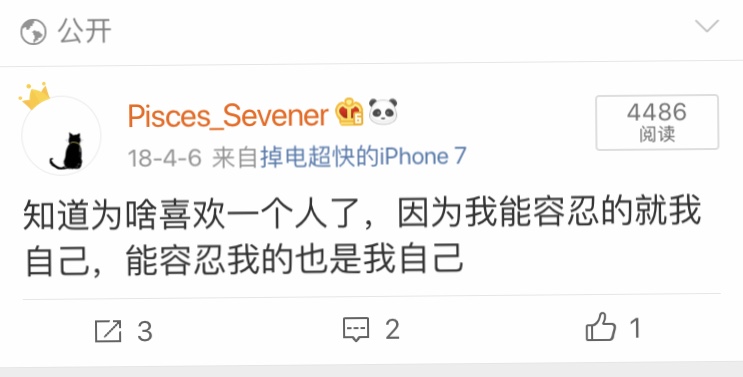 公开
Pisces_Sevener
6
4486
阅读
18-4-6 来自掉电超快的iPhone 7
知道为啥喜欢一个人了，因为我能容忍的就我
自己，能容忍我的也是我自己
3
2
1